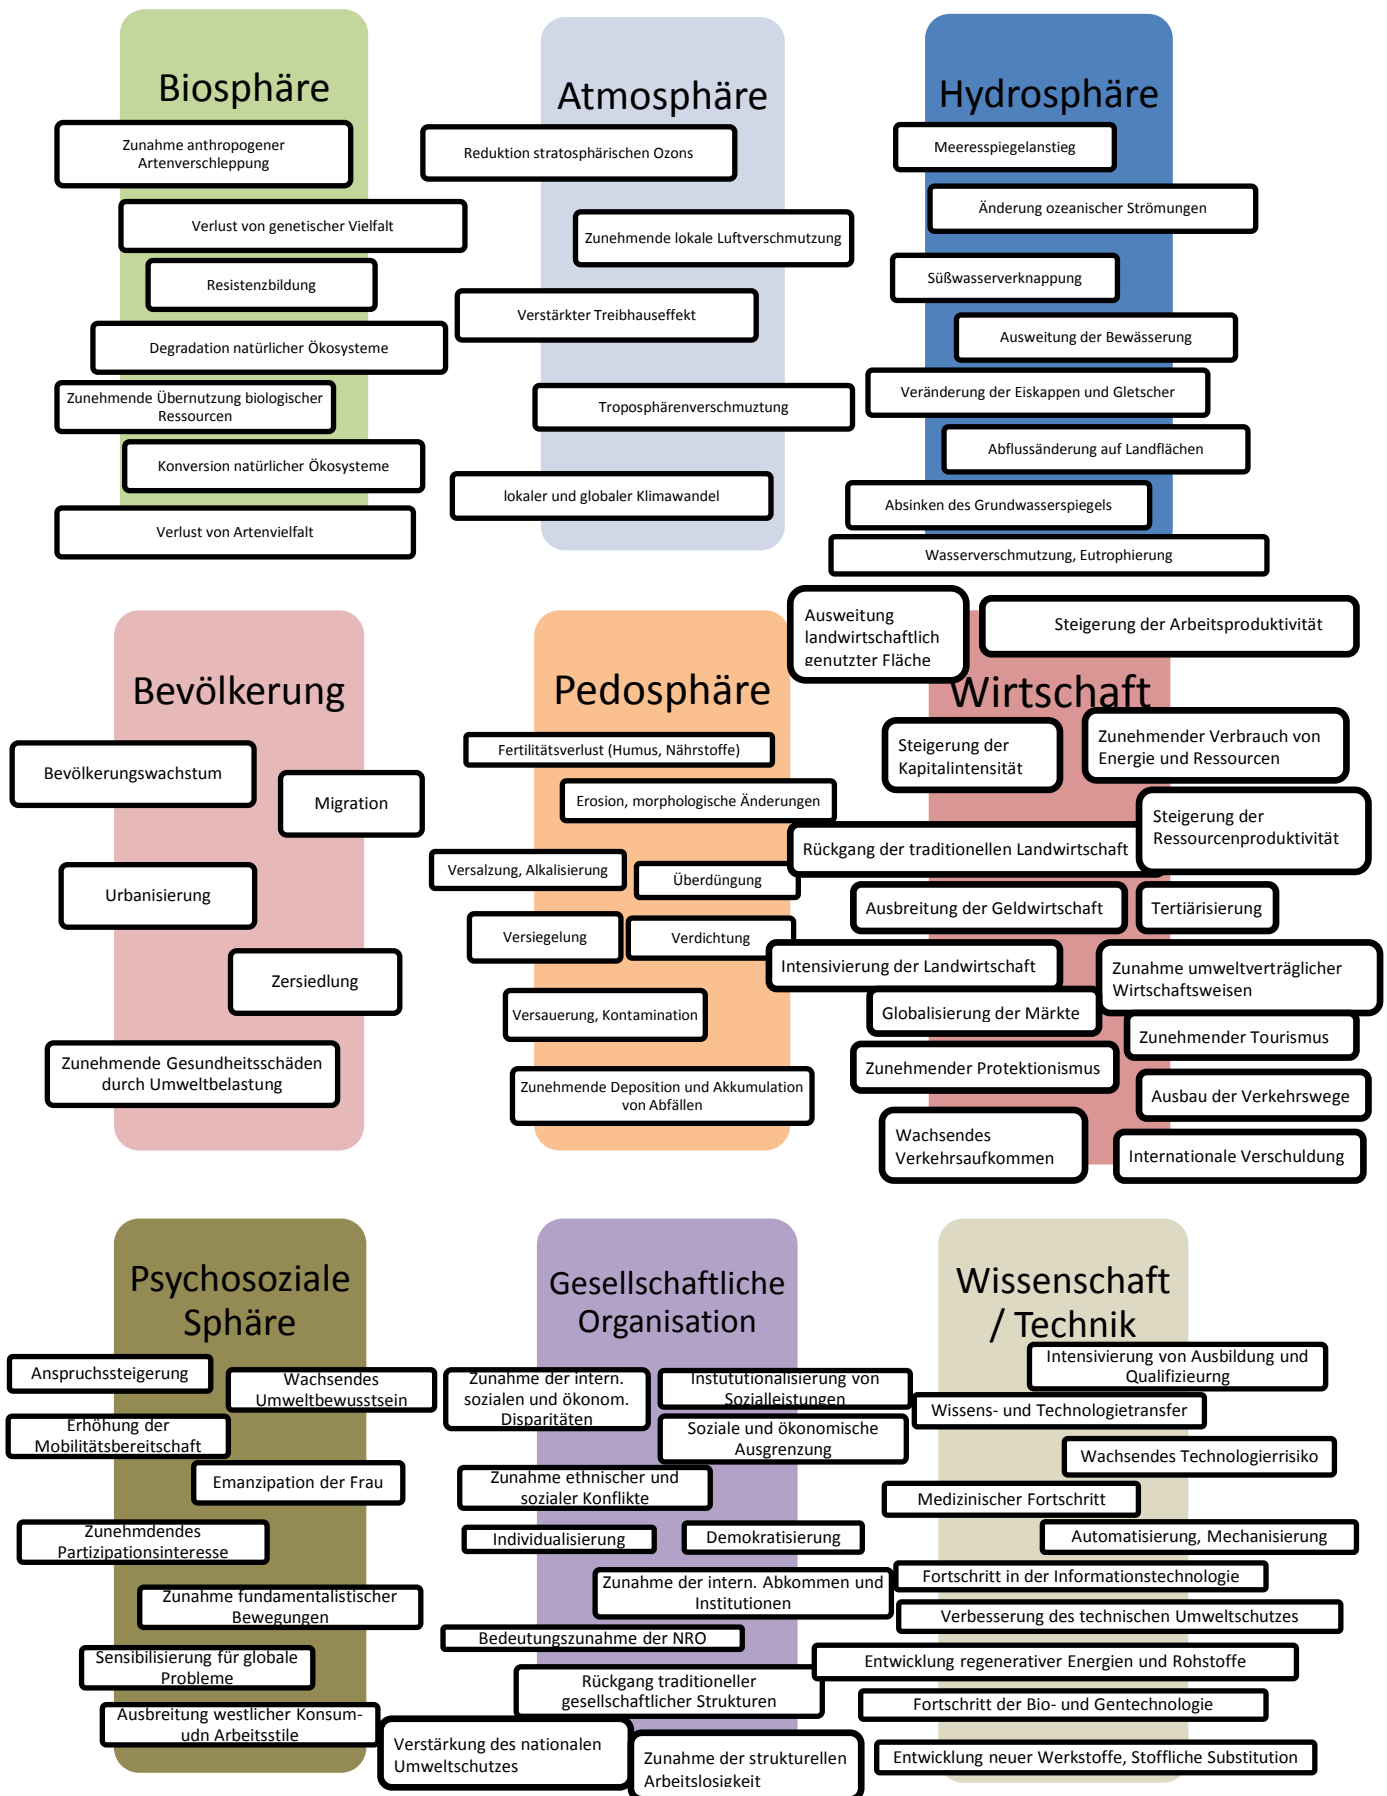 Biosphäre
Zunahme anthropogener
Artenverschleppung
Verlust von genetischer Vielfalt
Resistenzbildung
Degradation natürlicher Ökosysteme
Zunehmende Übernutzung biologischer
Ressourcen
Konversion natürlicher Ökosysteme
Verlust von Artenvielfalt
Atmosphäre
Reduktion stratosphärischen Ozons
Zunehmende lokale Luftverschmutzung
Verstärkter Treibhauseffekt
Troposphärenverschmuztung
lokaler und globaler Klimawandel
Hydrosphäre
Meeresspiegelanstieg
Änderung ozeanischer Strömungen
Süßwasserverknappung
Ausweitung der Bewässerung
Veränderung der Eiskappen und Gletscher
Abflussänderung auf Landflächen
Absinken des Grundwasserspiegels
Wasserverschmutzung, Eutrophierung
Bevölkerung
Bevölkerungswachstum
Migration
Urbanisierung
Zersiedlung
Zunehmende Gesundheitsschäden
durch Umweltbelastung
Pedosphäre
Fertilitätsverlust (Humus, Nährstoffe)
Erosion, morphologische Änderungen
Versalzung, Alkalisierung
Überdüngung
Versiegelung
Verdichtung
Versauerung, Kontamination
Zunehmende Deposition und Akkumulation
von Abfällen
Ausweitung
landwirtschaftlich
genutzter Fläche
Steigerung der Arbeitsproduktivität
Wirtschaft
Steigerung der
Kapitalintensität
Zunehmender Verbrauch von
Energie und Ressourcen
Steigerung der
Ressourcenproduktivität
Rückgang der traditionellen Landwirtschaft
Ausbreitung der Geldwirtschaft
Tertiärisierung
Intensivierung der Landwirtschaft
Zunahme umweltverträglicher
Wirtschaftsweisen
Globalisierung der Märkte
Zunehmender Tourismus
Zunehmender Protektionismus
Ausbau der Verkehrswege
Wachsendes
Verkehrsaufkommen
Internationale Verschuldung
Psychosoziale
Sphäre
Anspruchssteigerung
Wachsendes
Umweltbewusstsein
Erhöhung der
Mobilitätsbereitschaft
Emanzipation der Frau
Zunehmdendes
Partizipationsinteresse
Zunahme fundamentalistischer
Bewegungen
Sensibilisierung für globale
Probleme
Ausbreitung westlicher Konsum-
udn Arbeitsstile
Gesellschaftliche
Organisation
Zunahme der intern.
sozialen und ökonom.
Disparitäten
Instutionalisierung von
Sozialleistungen
Soziale und ökonomische
Ausgrenzung
Zunahme ethnischer und
sozialer Konflikte
Individualisierung
Demokratisierung
Zunahme der intern. Abkommen und
Institutionen
Bedeutungszunahme der NRO
Rückgang traditioneller
gesellschaftlicher Strukturen
Verstärkung des nationalen
Umweltschutzes
Zunahme der strukturellen
Arbeitslosigkeit
Wissenschaft
/ Technik
Intensivierung von Ausbildung und
Qualifizieurng
Wissens- und Technologietransfer
Wachsendes Technologierrisiko
Medizinischer Fortschritt
Automatisierung, Mechanisierung
Fortschritt in der Informationstechnologie
Verbesserung des technischen Umweltschutzes
Entwicklung regenerativer Energien und Rohstoffe
Fortschritt der Bio- und Gentechnologie
Entwicklung neuer Werkstoffe, Stoffliche Substitution